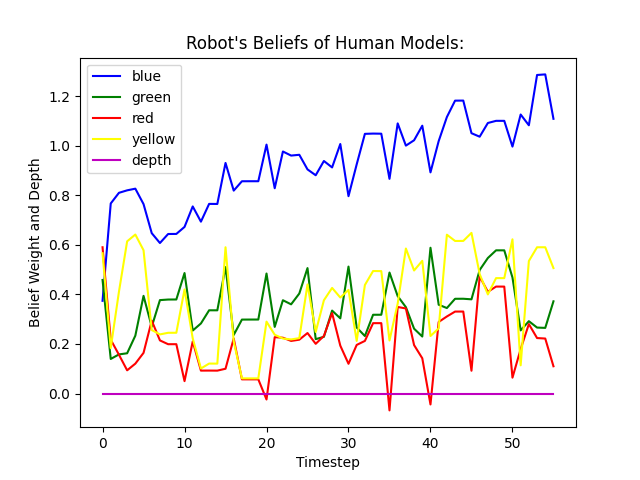 Robot's Beliefs of Human Models:
blue
green
red
yellow
depth
Belief Weight and Depth
1.2
1.0
0.8
0.6
0.4
0.2
0.0
0 10 20 30 40 50
Timestep